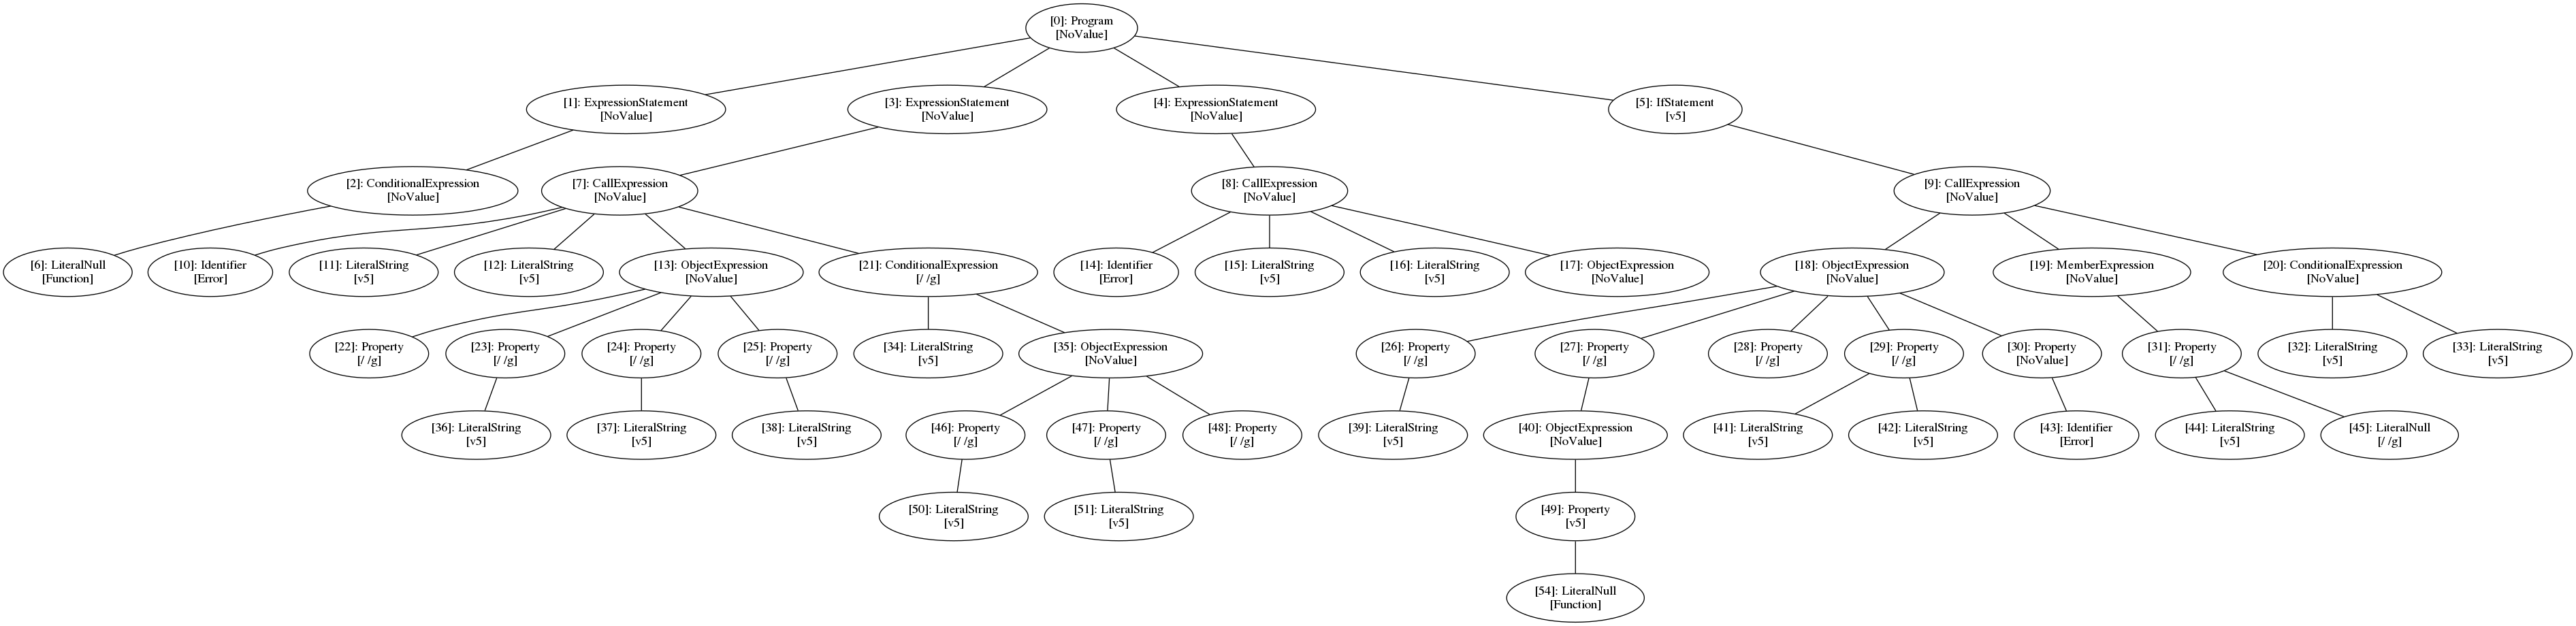 [0]: Program
[NoValue]
[1]: ExpressionStatement
[NoValue]
[3]: ExpressionStatement
[NoValue]
[4]: ExpressionStatement
[NoValue]
[5]: IfStatement
[v5]
[2]: ConditionalExpression
[NoValue]
[7]: CallExpression
[NoValue]
[8]: CallExpression
[NoValue]
[9]: CallExpression
[NoValue]
[6]: LiteralNull
[Function]
[10]: Identifier
[Error]
[11]: LiteralString
[v5]
[12]: LiteralString
[v5]
[13]: ObjectExpression
[NoValue]
[21]: ConditionalExpression
[/ /g]
[14]: Identifier
[Error]
[15]: LiteralString
[v5]
[16]: LiteralString
[v5]
[17]: ObjectExpression
[NoValue]
[18]: ObjectExpression
[NoValue]
[19]: MemberExpression
[NoValue]
[20]: ConditionalExpression
[NoValue]
[22]: Property
[/ /g]
[23]: Property
[/ /g]
[24]: Property
[/ /g]
[25]: Property
[/ /g]
[34]: LiteralString
[v5]
[35]: ObjectExpression
[NoValue]
[26]: Property
[/ /g]
[27]: Property
[/ /g]
[28]: Property
[/ /g]
[29]: Property
[/ /g]
[30]: Property
[NoValue]
[31]: Property
[/ /g]
[32]: LiteralString
[v5]
[33]: LiteralString
[v5]
[36]: LiteralString
[v5]
[37]: LiteralString
[v5]
[38]: LiteralString
[v5]
[46]: Property
[/ /g]
[47]: Property
[/ /g]
[48]: Property
[/ /g]
[39]: LiteralString
[v5]
[40]: ObjectExpression
[NoValue]
[41]: LiteralString
[v5]
[42]: LiteralString
[v5]
[43]: Identifier
[Error]
[44]: LiteralString
[v5]
[45]: LiteralNull
[/ /g]
[50]: LiteralString
[v5]
[51]: LiteralString
[v5]
[49]: Property
[v5]
[54]: LiteralNull
[Function]